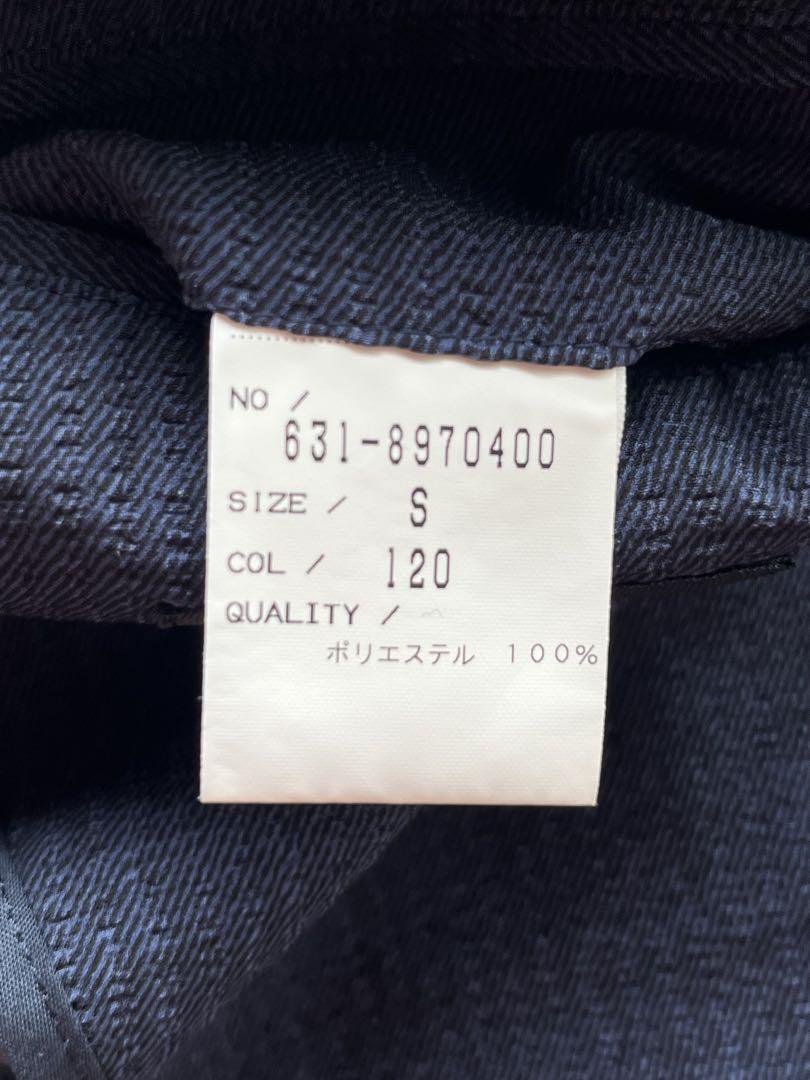 NO /
631-8970400
SIZE / S
COL / 120
QUALITY /
ポリエステル 100%